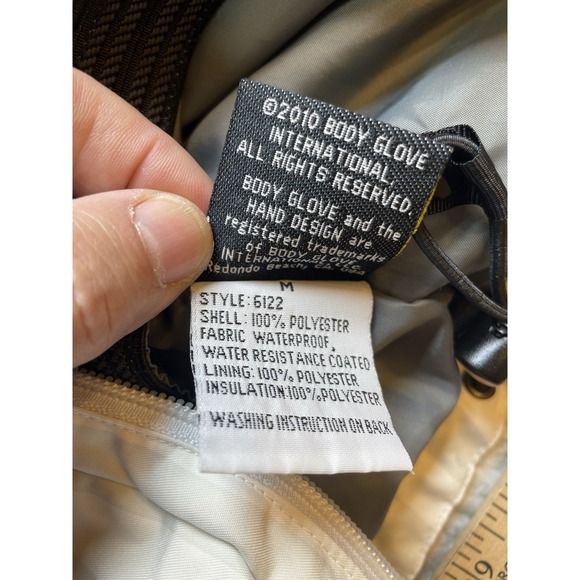 ©2010 BODY GLOVE
INTERNATIONAL
ALL RIGHTS RESERVED.
BODY GLOVE and the
HAND DESIGN are
registered trademarks
of BODY GLOVE
INTERNATIONAL
Redondo Beach, CA USA
M
STYLE:6122
SHELL: 100% POLYESTER
FABRIC WATERPROOF,
WATER RESISTANCE COATED
LINING: 100% POLYESTER
INSULATION:100% POLYESTER
WASHING INSTRUCTION ON BACK
9